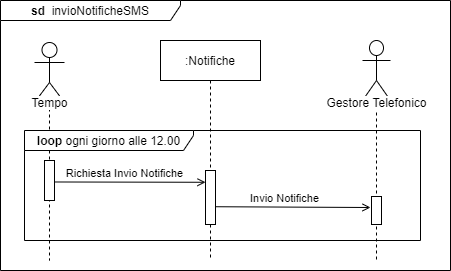 sd invioNotificheSMS
:Notifiche
Tempo
Gestore Telefonico
loop ogni giorno alle 12.00
Richiesta Invio Notifiche
Invio Notifiche